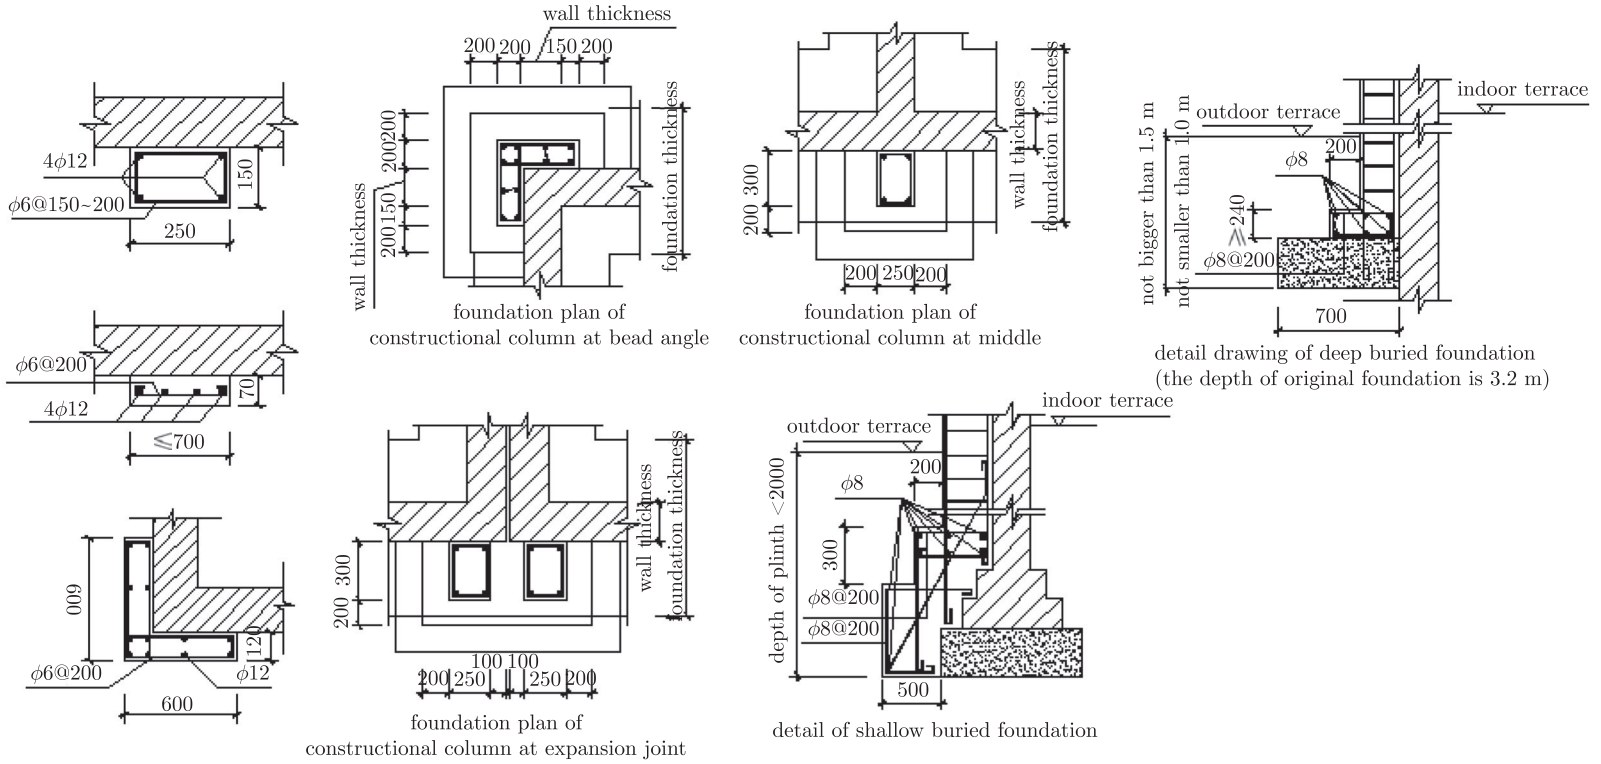 4ϕ12
ϕ6@150~200
150
250
ϕ6@200
4ϕ12
70
⩽700
600
120
ϕ6@200
ϕ12
600
wall thickness
200 200 150 200
200
200
150
200
wall thickness
foundation thickness
foundation plan of
constructional column at bead angle
300
200
wall thickness
foundation thickness
200 250 200
foundation plan of
constructional column at middle
not bigger than 1.5 m
not smaller than 1.0 m
outdoor terrace
indoor terrace
200
ϕ8
⩾240
ϕ8@200
700
detail drawing of deep buried foundation
(the depth of original foundation is 3.2 m)
300
200
wall thickness
foundation thickness
100 100
200 250 250 200
foundation plan of
constructional column at expansion joint
indoor terrace
outdoor terrace
200
ϕ8
depth of plinth <2000
300
ϕ8@200
ϕ8@200
500
detail of shallow buried foundation